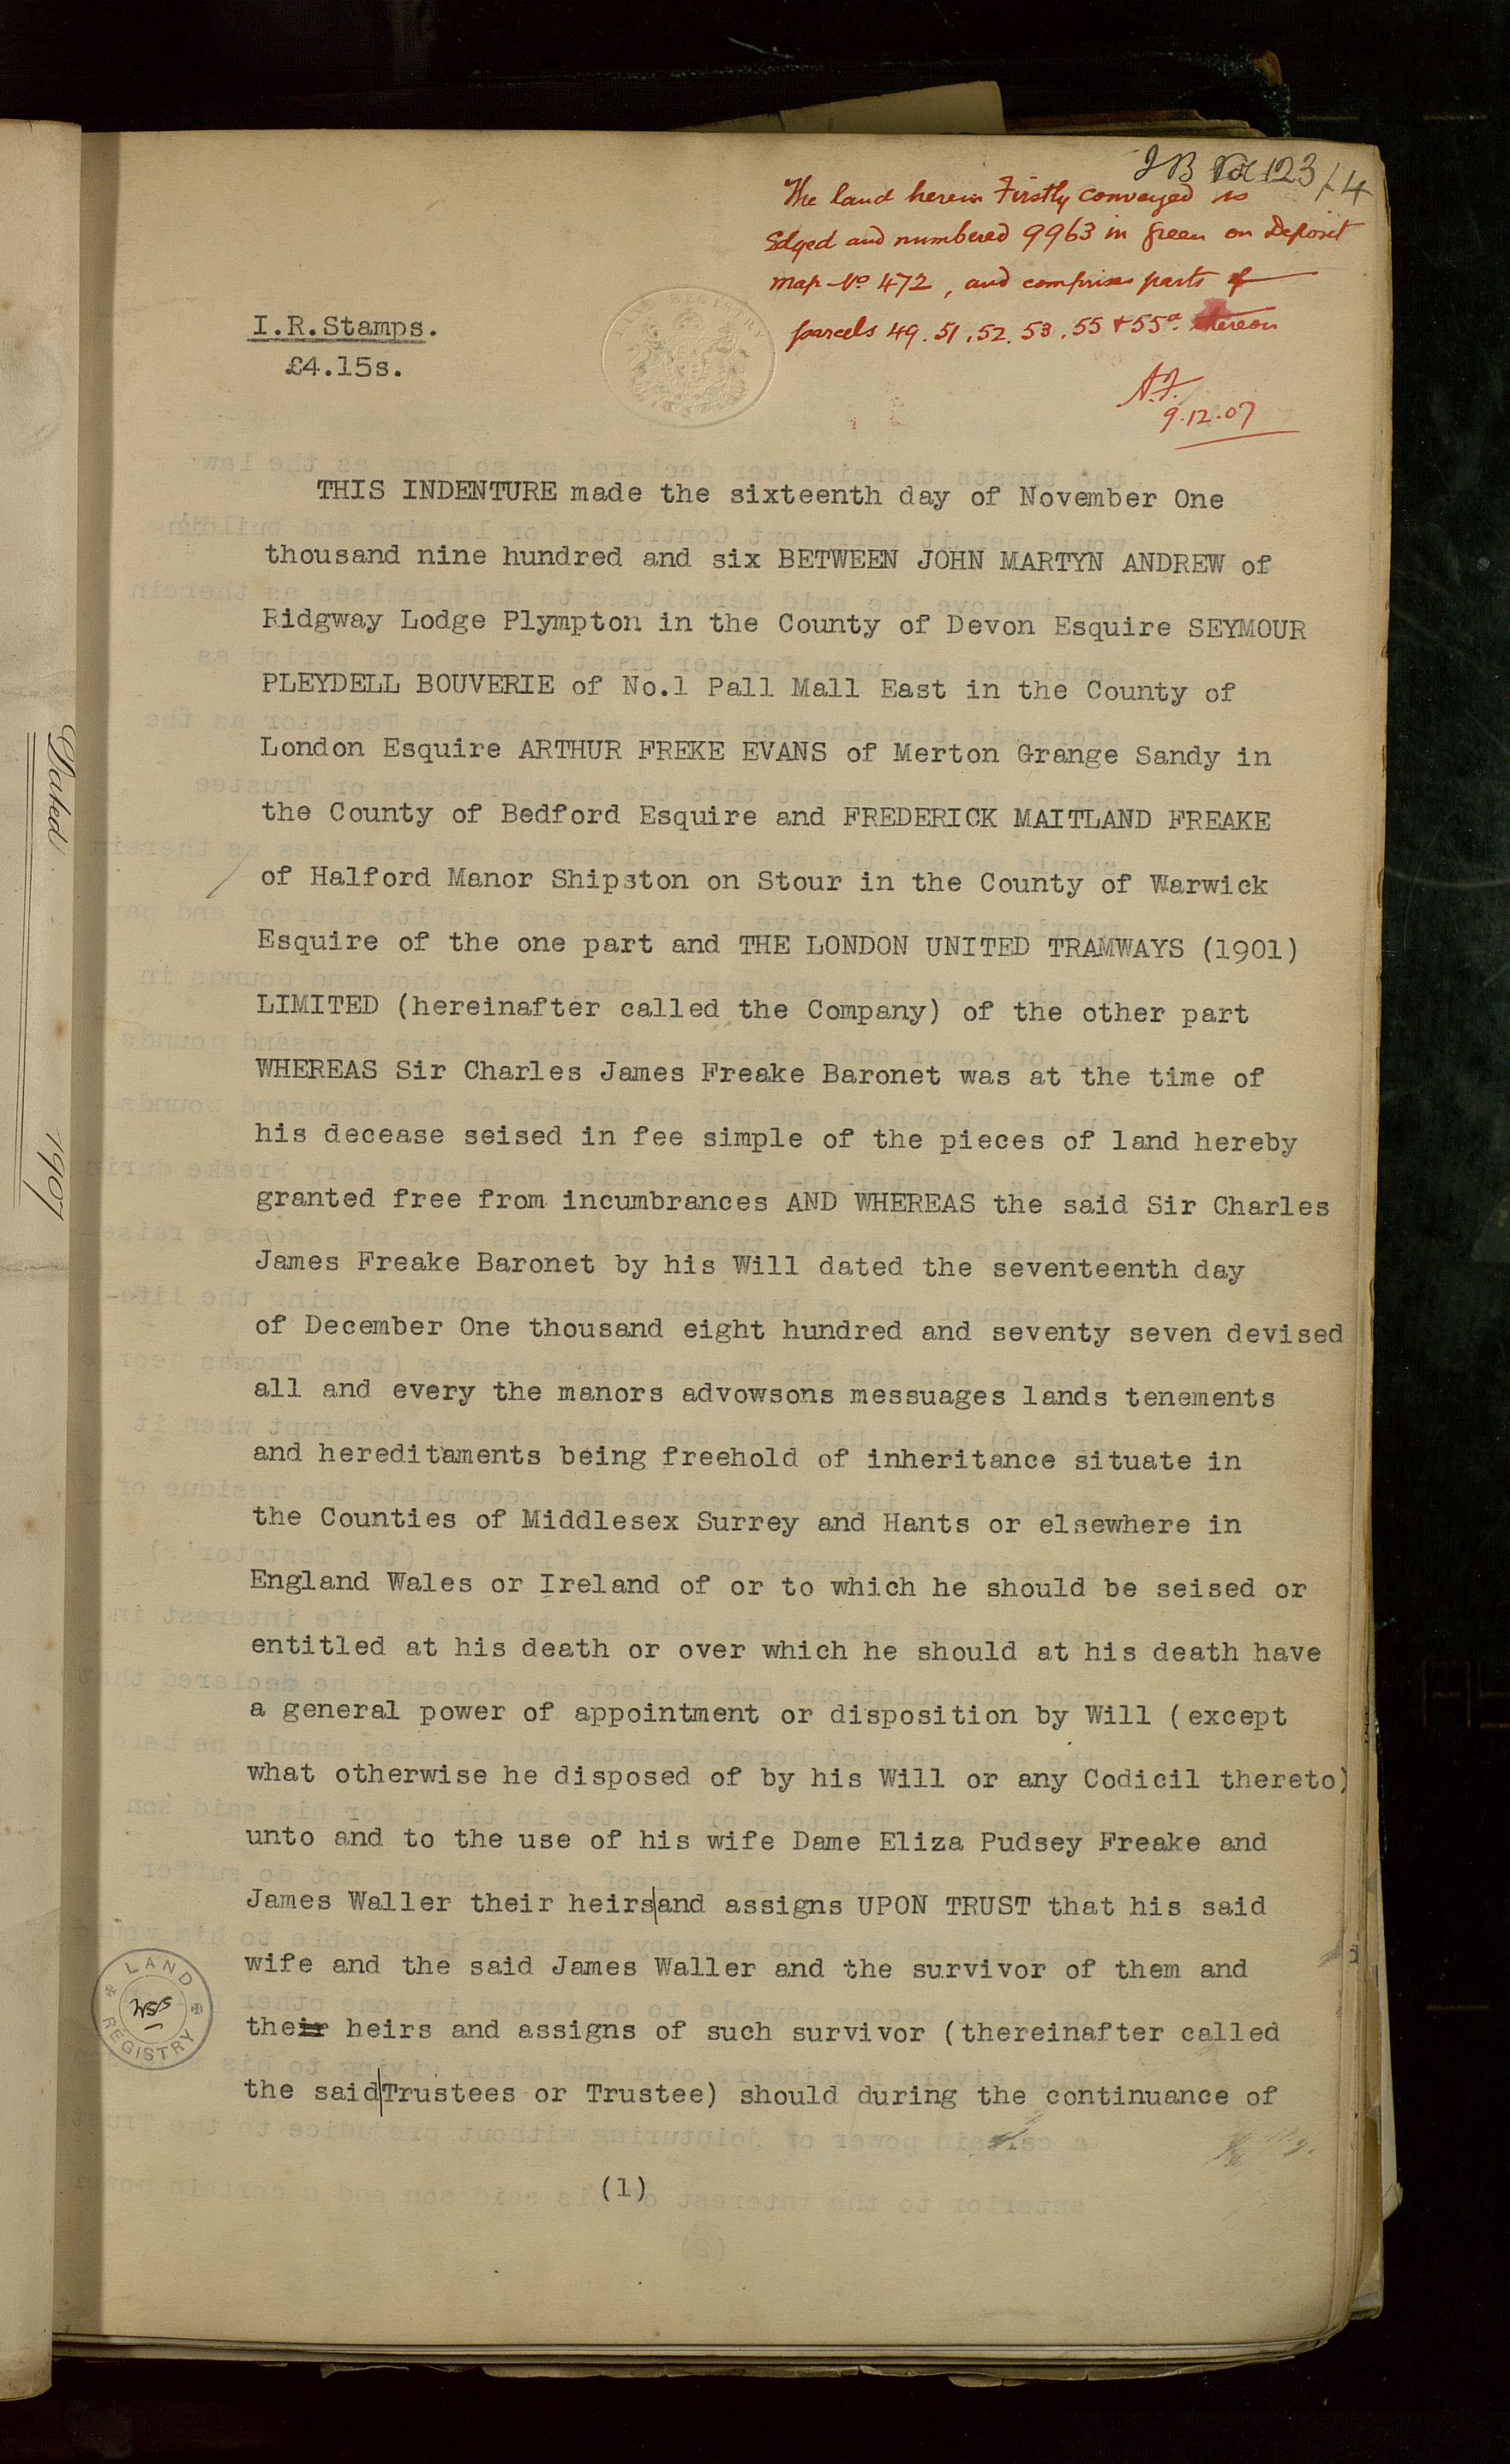 123/4
The land herein Firstly conveyed is
Edged and numbered 9963 in green on Deposit
map No 472, and comprises parts of
parcels 49. 51, 52. 53. 55 + 55a. thereon
A.F.
9.12.07
I.R.Stamps.
£4.15s.
THIS INDENTURE made the sixteenth day of November One
thousand nine hundred and six BETWEEN JOHN MARTYN ANDREW of
Ridgway Lodge Plympton in the County of Devon Esquire SEYMOUR
PLEYDELL BOUVERIE of No.1 Pall Mall East in the County of
London Esquire ARTHUR FREKE EVANS of Merton Grange Sandy in
the County of Bedford Esquire and FREDERICK MAITLAND FREAKE
of Halford Manor Shipston on Stour in the County of Warwick
Esquire of the one part and THE LONDON UNITED TRAMWAYS (1901)
LIMITED (hereinafter called the Company) of the other part
WHEREAS Sir Charles James Freake Baronet was at the time of
his decease seised in fee simple of the pieces of land hereby
granted free from incumbrances AND WHEREAS the said Sir Charles
James Freake Baronet by his Will dated the seventeenth day
of December One thousand eight hundred and seventy seven devised
all and every the manors advowsons messuages lands tenements
and hereditaments being freehold of inheritance situate in
the Counties of Middlesex Surrey and Hants or elsewhere in
England Wales or Ireland of or to which he should be seised or
entitled at his death or over which he should at his death have
a general power of appointment or disposition by Will (except
what otherwise he disposed of by his Will or any Codicil thereto)
unto and to the use of his wife Dame Eliza Pudsey Freake and
James Waller their heirs|and assigns UPON TRUST that his said
wife and the said James Waller and the survivor of them and
their heirs and assigns of such survivor (thereinafter called
the said|Trustees or Trustee) should during the continuance of
(1)
LAND REGISTRY
Dated 1907